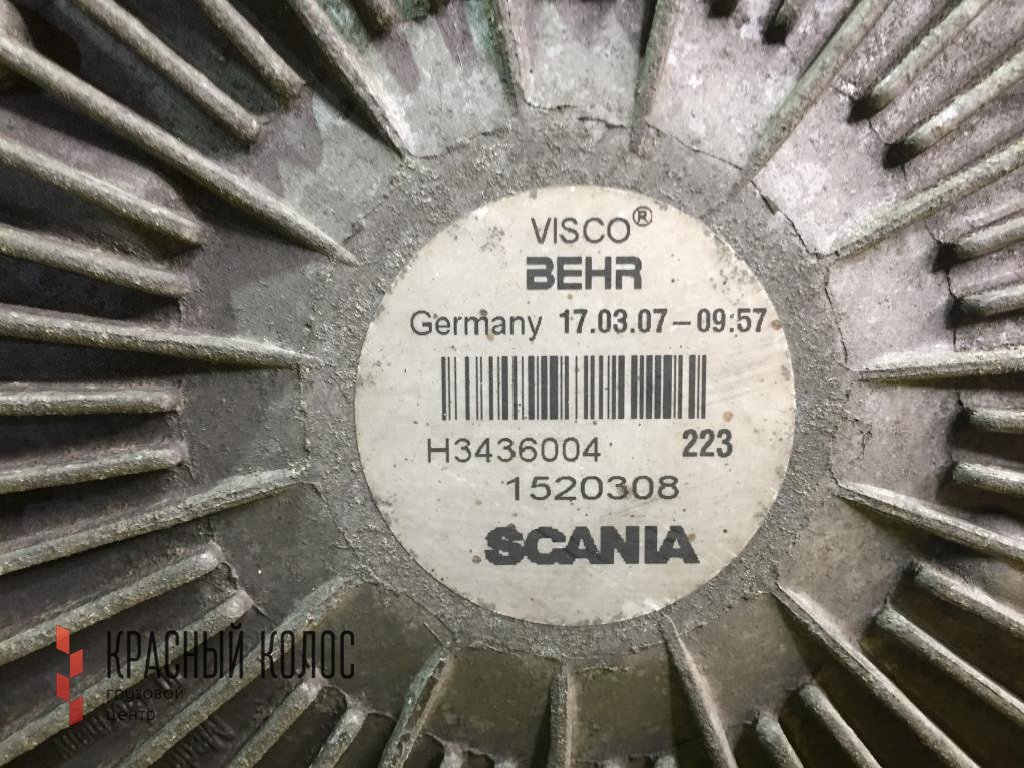 VISCO®
BEHR
Germany 17.03.07–09:57
H3436004 223
1520308
SCANIA
КРАСНЫЙ КОЛОС
грузовой
центр